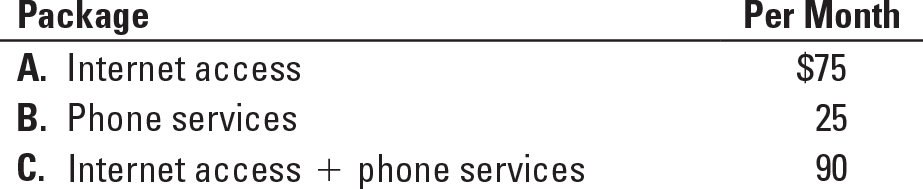 Package Per Month
A. Internet access $75
B. Phone services 25
C. Internet access + phone services 90